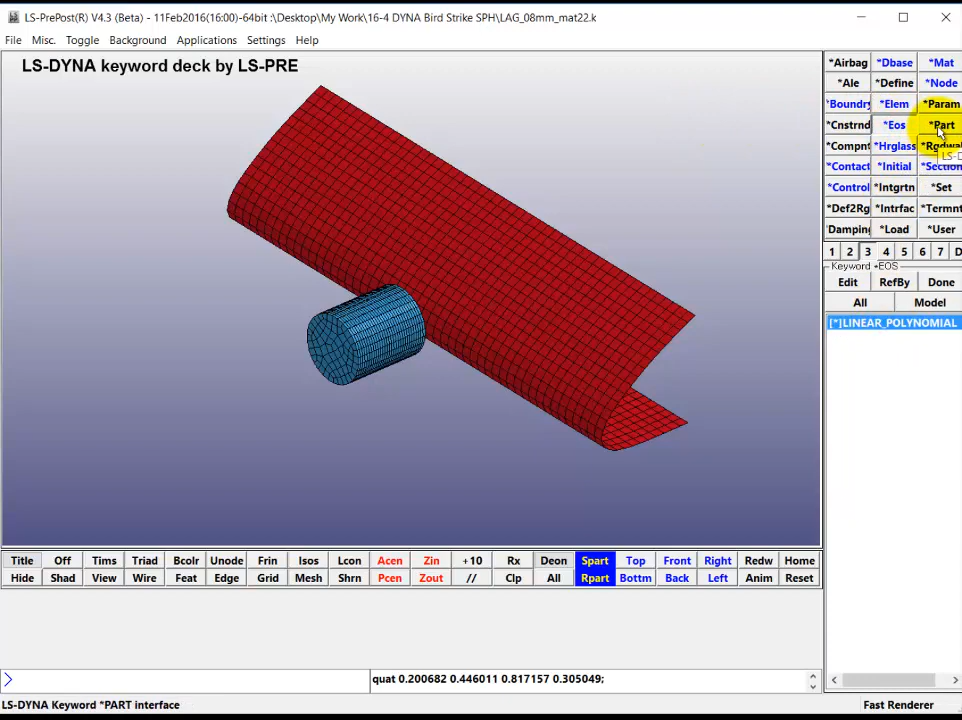 LS-PrePost(R) V4.3 (Beta) - 11Feb2016(16:00)-64bit :\Desktop\My Work\16-4 DYNA Bird Strike SPH\LAG_08mm_mat22.k
File Misc. Toggle Background Applications Settings Help
LS-DYNA keyword deck by LS-PRE
*Airbag *Dbase *Mat
*Ale *Define *Node
*Boundry *Elem *Param
*Cnstrnd *Eos *Part
*Compnt *Hrglass *Rgdwal
LS-D
*Contact *Initial *Section
*Control *Intgrtn *Set
*Def2Rg *Intrfac *Termnt
*Damping *Load *User
1 2 3 4 5 6 7 D
Keyword *EOS
Edit RefBy Done
All Model
[*]LINEAR_POLYNOMIAL
Title Off Tims Triad Bcolr Unode Frin Isos Lcon Acen Zin +10 Rx Deon Spart Top Front Right Redw Home
Hide Shad View Wire Feat Edge Grid Mesh Shrn Pcen Zout // Clp All Rpart Bottm Back Left Anim Reset
> quat 0.200682 0.446011 0.817157 0.305049;
LS-DYNA Keyword *PART interface Fast Renderer